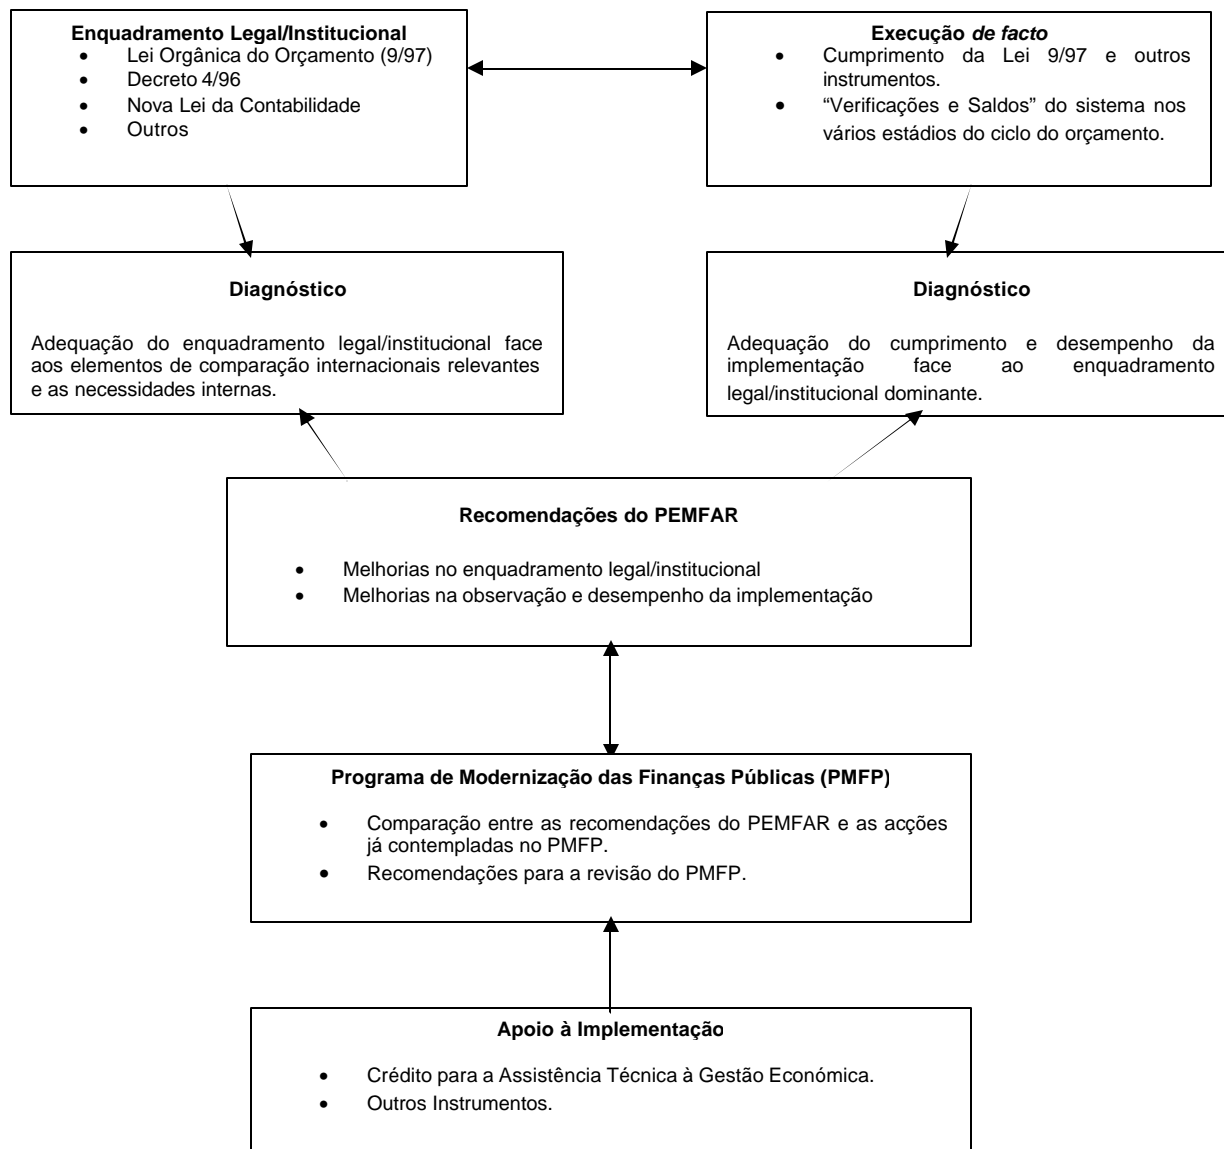 Enquadramento Legal/Institucional
• Lei Orgânica do Orçamento (9/97)
• Decreto 4/96
• Nova Lei da Contabilidade
• Outros
Execução de facto
• Cumprimento da Lei 9/97 e outros
instrumentos.
• “Verificações e Saldos” do sistema nos
vários estádios do ciclo do orçamento.
Diagnóstico
Adequação do enquadramento legal/institucional face
aos elementos de comparação internacionais relevantes
e as necessidades internas.
Diagnóstico
Adequação do cumprimento e desempenho da
implementação face ao enquadramento
legal/institucional dominante.
Recomendações do PEMFAR
• Melhorias no enquadramento legal/institucional
• Melhorias na observação e desempenho da implementação
Programa de Modernização das Finanças Públicas (PMFP)
• Comparação entre as recomendações do PEMFAR e as acções
já contempladas no PMFP.
• Recomendações para a revisão do PMFP.
Apoio à Implementação
• Crédito para a Assistência Técnica à Gestão Económica.
• Outros Instrumentos.